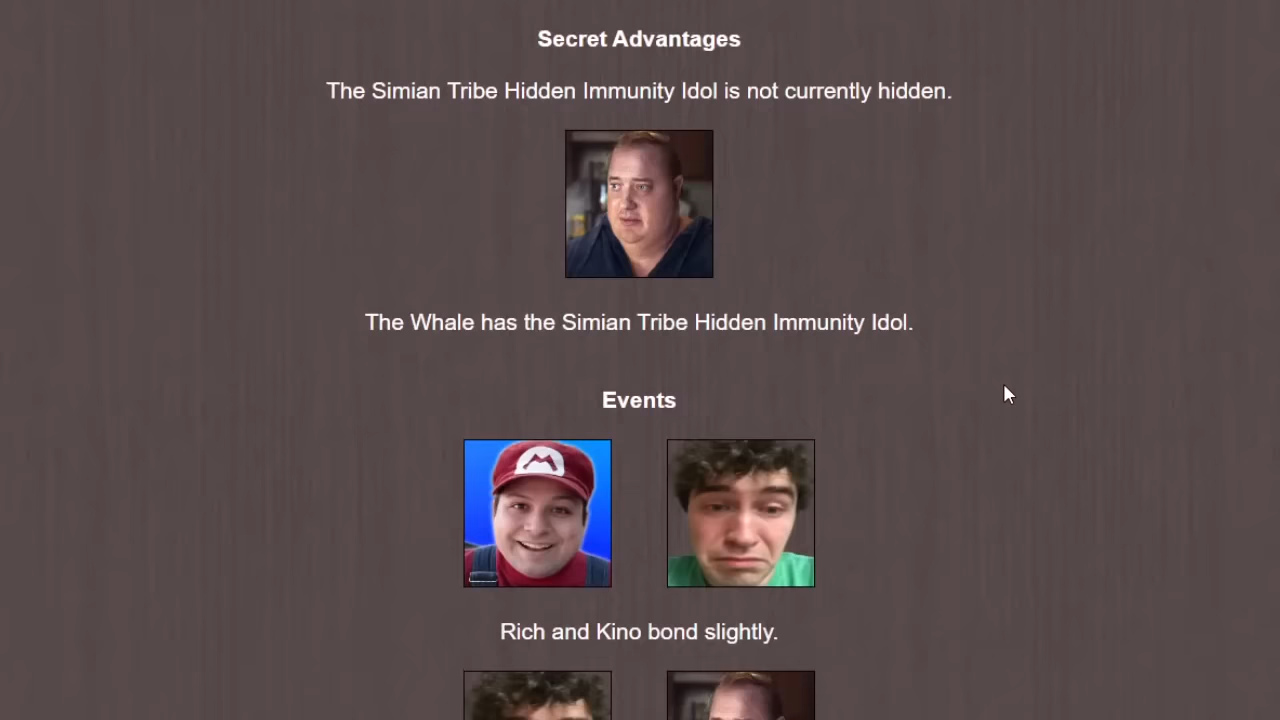 Secret Advantages
The Simian Tribe Hidden Immunity Idol is not currently hidden.
The Whale has the Simian Tribe Hidden Immunity Idol.
Events
Rich and Kino bond slightly.